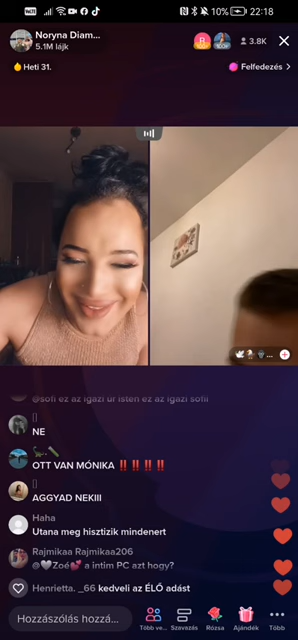 10% 22:18
Noryna Diam...
5.1M lájk
3.8K
Heti 31.
Felfedezés >
@sofi ez az igazi úr isten ez az igazi sofii
[]
NE
OTT VAN MÓNIKA ‼️‼️‼️‼️
[]
AGGYAD NEKIII
Haha
Utana meg hisztizik mindenert
Rajmikaa Rajmikaa206
@🤍Zoé💕 a intim PC azt hogy?
Henrietta. _66 kedveli az ÉLŐ adást
Hozzászólás hozzá...
Több ve... Szavazás Rózsa Ajándék Több